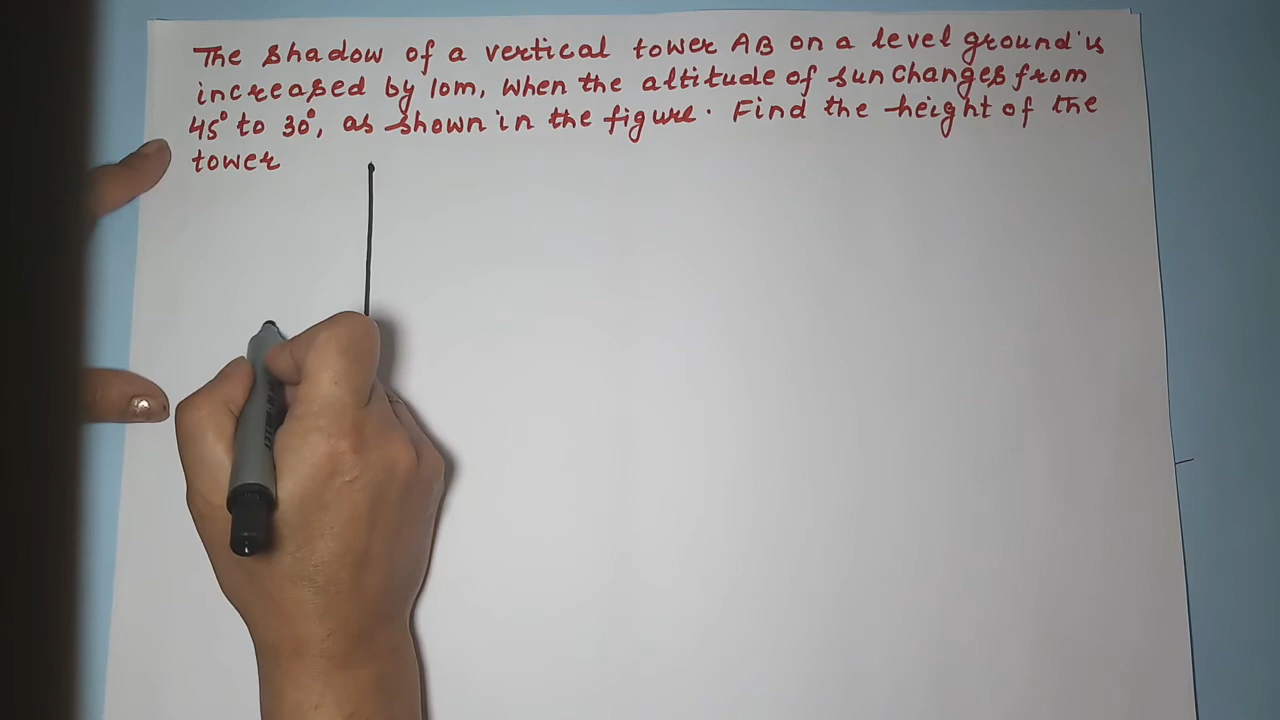 The shadow of a vertical tower AB on a level ground is
increased by 10m, when the altitude of sun changes from
45° to 30°, as shown in the figure. Find the height of the
tower